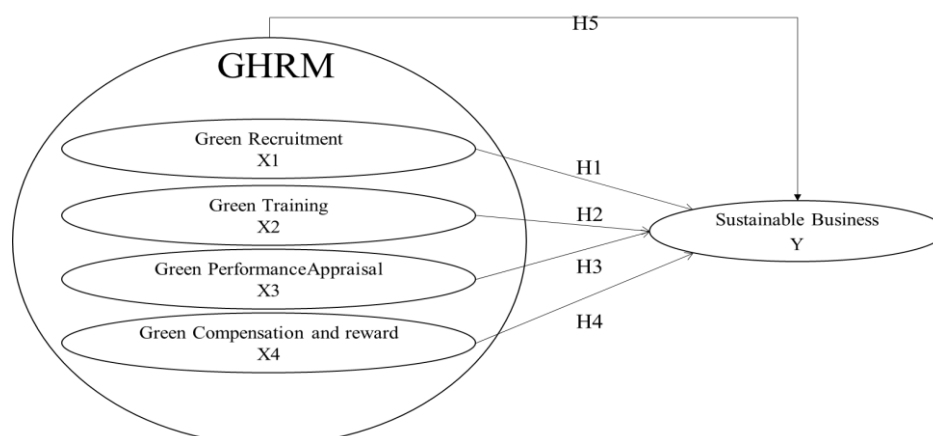 H5
GHRM
Green Recruitment
X1
H1
Green Training
X2
H2
Sustainable Business
Y
Green PerformanceAppraisal
X3
H3
Green Compensation and reward
X4
H4